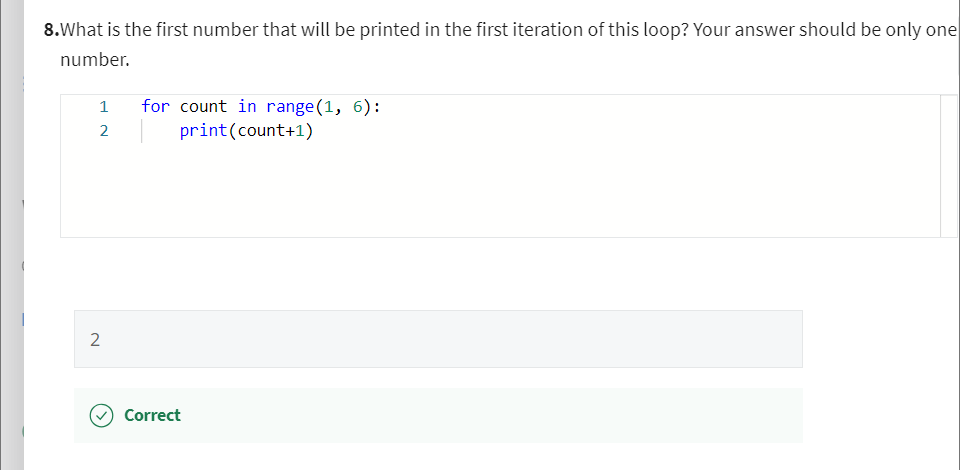 8.What is the first number that will be printed in the first iteration of this loop? Your answer should be only one
number.
1 for count in range(1, 6):
2 print(count+1)
2
Correct